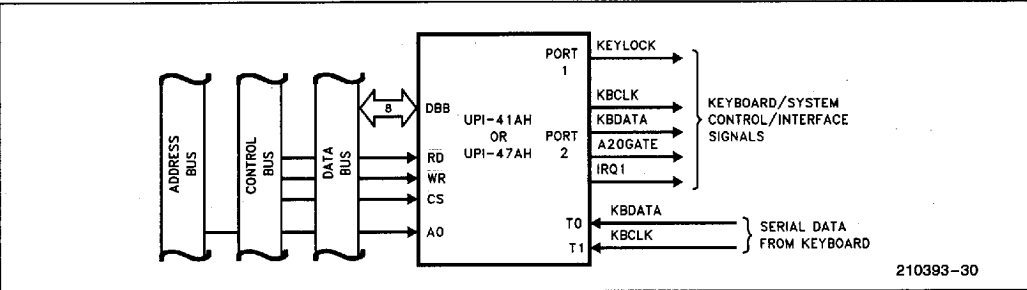 ADDRESS
BUS
CONTROL
BUS
DATA
BUS
8
DBB
RD
WR
CS
A0
UPI-41AH
OR
UPI-47AH
PORT
1
PORT
2
T0
T1
KEYLOCK
KBCLK
KBDATA
A20GATE
IRQ1
KEYBOARD/SYSTEM
CONTROL/INTERFACE
SIGNALS
KBDATA
KBCLK
SERIAL DATA
FROM KEYBOARD
210393-30